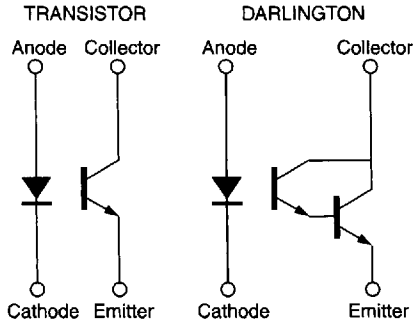 TRANSISTOR DARLINGTON
Anode Collector Anode Collector
Cathode Emitter Cathode Emitter